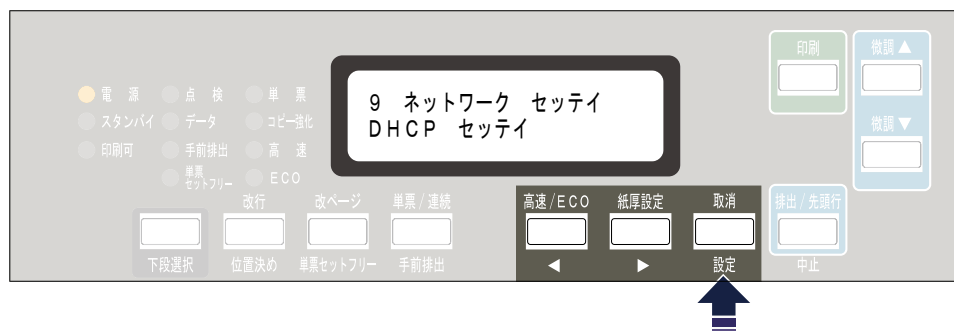 印刷
微調 ▲
微調 ▼
電 源
点 検
単 票
スタンバイ
データ
コピー強化
印刷可
手前排出
高 速
単票
セットフリー
ECO
9 ネットワーク セッテイ
DHCP セッテイ
改行
改ページ
単票/連続
高速/ECO
紙厚設定
取消
排出/先頭行
下段選択
位置決め
単票セットフリー
手前排出
◀
▶
設定
中止